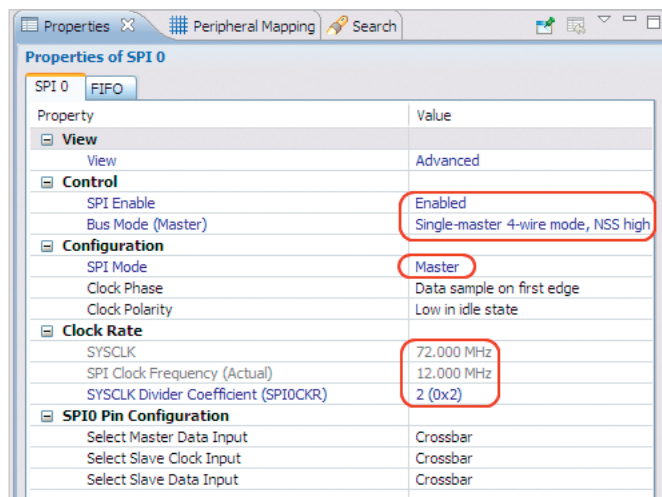 Properties Peripheral Mapping Search
Properties of SPI 0
SPI 0 FIFO
Property Value
View
View Advanced
Control
SPI Enable Enabled
Bus Mode (Master) Single-master 4-wire mode, NSS high
Configuration
SPI Mode Master
Clock Phase Data sample on first edge
Clock Polarity Low in idle state
Clock Rate
SYSCLK 72.000 MHz
SPI Clock Frequency (Actual) 12.000 MHz
SYSCLK Divider Coefficient (SPI0CKR) 2 (0x2)
SPI0 Pin Configuration
Select Master Data Input Crossbar
Select Slave Clock Input Crossbar
Select Slave Data Input Crossbar